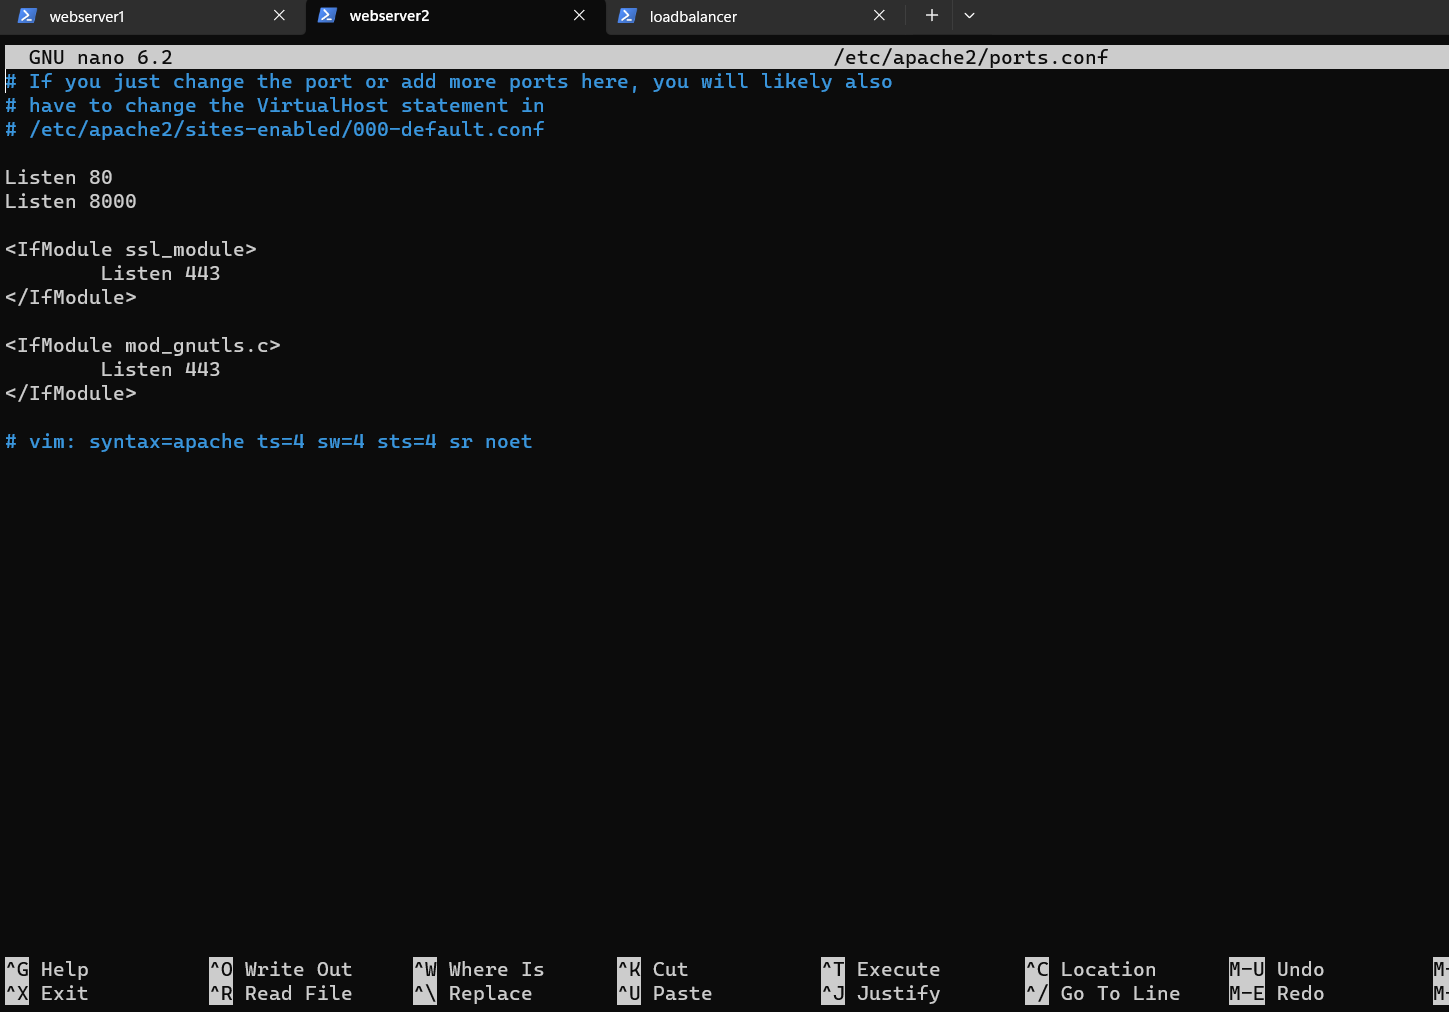 webserver1
webserver2
loadbalancer
GNU nano 6.2 /etc/apache2/ports.conf
# If you just change the port or add more ports here, you will likely also
# have to change the VirtualHost statement in
# /etc/apache2/sites-enabled/000-default.conf
Listen 80
Listen 8000
<IfModule ssl_module>
Listen 443
</IfModule>
<IfModule mod_gnutls.c>
Listen 443
</IfModule>
# vim: syntax=apache ts=4 sw=4 sts=4 sr noet
^G Help ^O Write Out ^W Where Is ^K Cut ^T Execute ^C Location M-U Undo M-
^X Exit ^R Read File ^\ Replace ^U Paste ^J Justify ^/ Go To Line M-E Redo M-